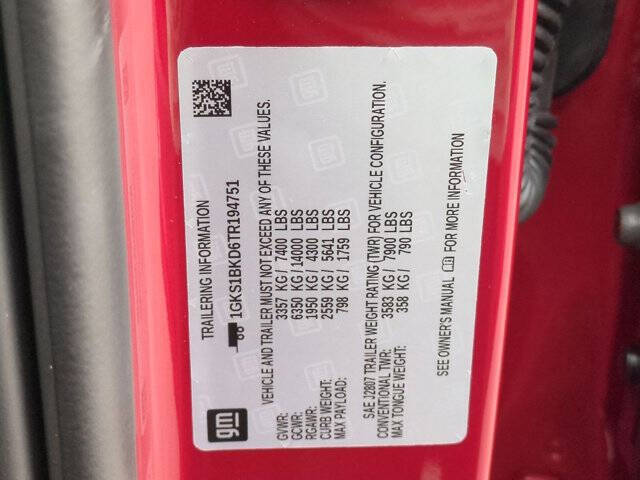 TRAILERING INFORMATION
1GKS1BKD6TR194751
gm
VEHICLE AND TRAILER MUST NOT EXCEED ANY OF THESE VALUES.
GVWR: 3357 KG / 7400 LBS
GCWR: 6350 KG / 14000 LBS
RGAWR: 1950 KG / 4300 LBS
CURB WEIGHT: 2559 KG / 5641 LBS
MAX PAYLOAD: 798 KG / 1759 LBS
SAE J2807 TRAILER WEIGHT RATING (TWR) FOR VEHICLE CONFIGURATION.
CONVENTIONAL TWR: 3583 KG / 7900 LBS
MAX TONGUE WEIGHT: 358 KG / 790 LBS
SEE OWNER'S MANUAL FOR MORE INFORMATION